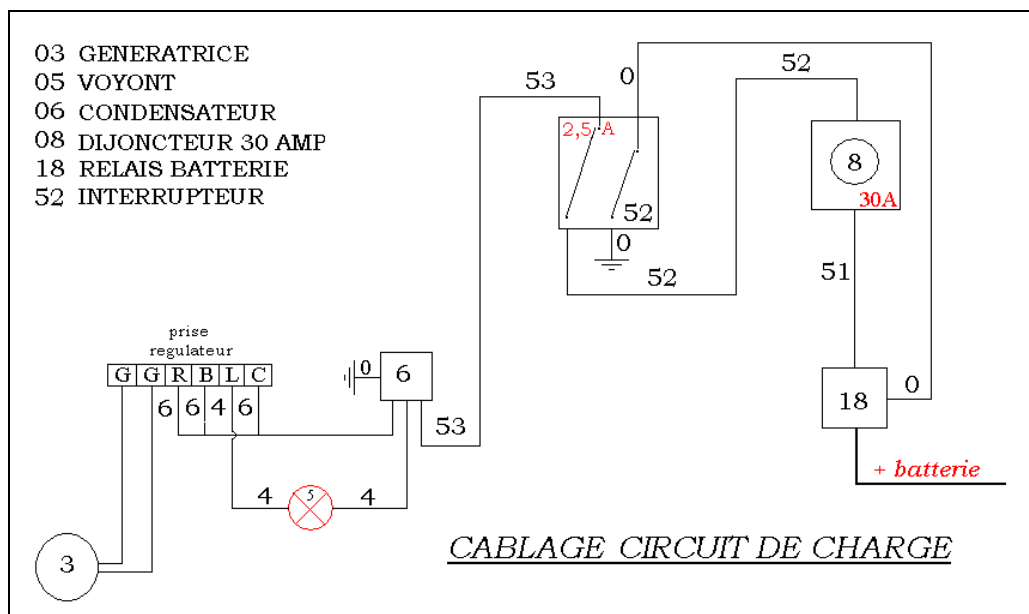 03 GENERATRICE
05 VOYONT
06 CONDENSATEUR
08 DIJONCTEUR 30 AMP
18 RELAIS BATTERIE
52 INTERRUPTEUR
53
0
52
2,5 A
8
30A
52
0
52
51
prise
regulateur
G G R B L C
6 6 4 6
0
6
53
18
0
+ batterie
4
5
4
3
CABLAGE CIRCUIT DE CHARGE